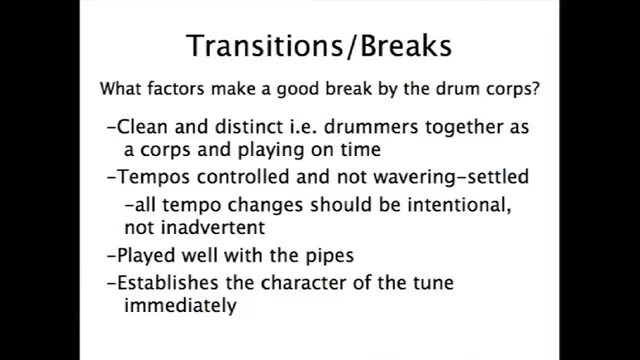 Transitions/Breaks
What factors make a good break by the drum corps?
-Clean and distinct i.e. drummers together as
a corps and playing on time
-Tempos controlled and not wavering-settled
-all tempo changes should be intentional,
not inadvertent
-Played well with the pipes
-Establishes the character of the tune
immediately